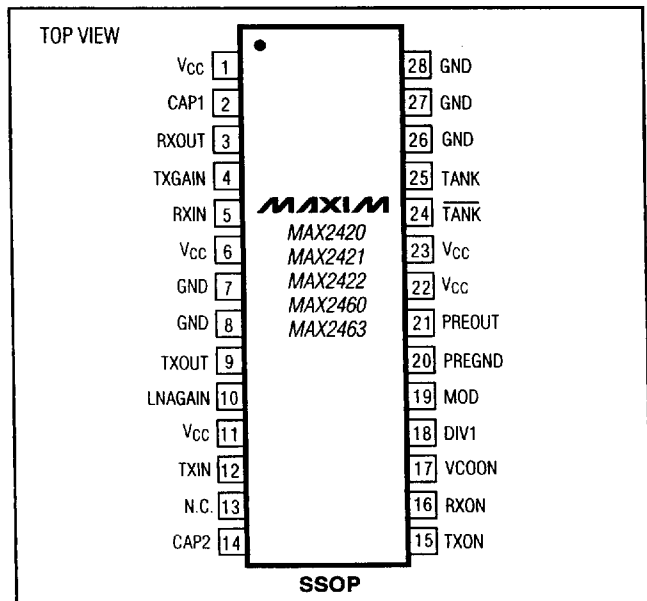 TOP VIEW
Vcc 1
CAP1 2
RXOUT 3
TXGAIN 4
RXIN 5
Vcc 6
GND 7
GND 8
TXOUT 9
LNAGAIN 10
Vcc 11
TXIN 12
N.C. 13
CAP2 14
MAXIM
MAX2420
MAX2421
MAX2422
MAX2460
MAX2463
28 GND
27 GND
26 GND
25 TANK
24 T̅A̅N̅K̅
23 Vcc
22 Vcc
21 PREOUT
20 PREGND
19 MOD
18 DIV1
17 VCOON
16 RXON
15 TXON
SSOP